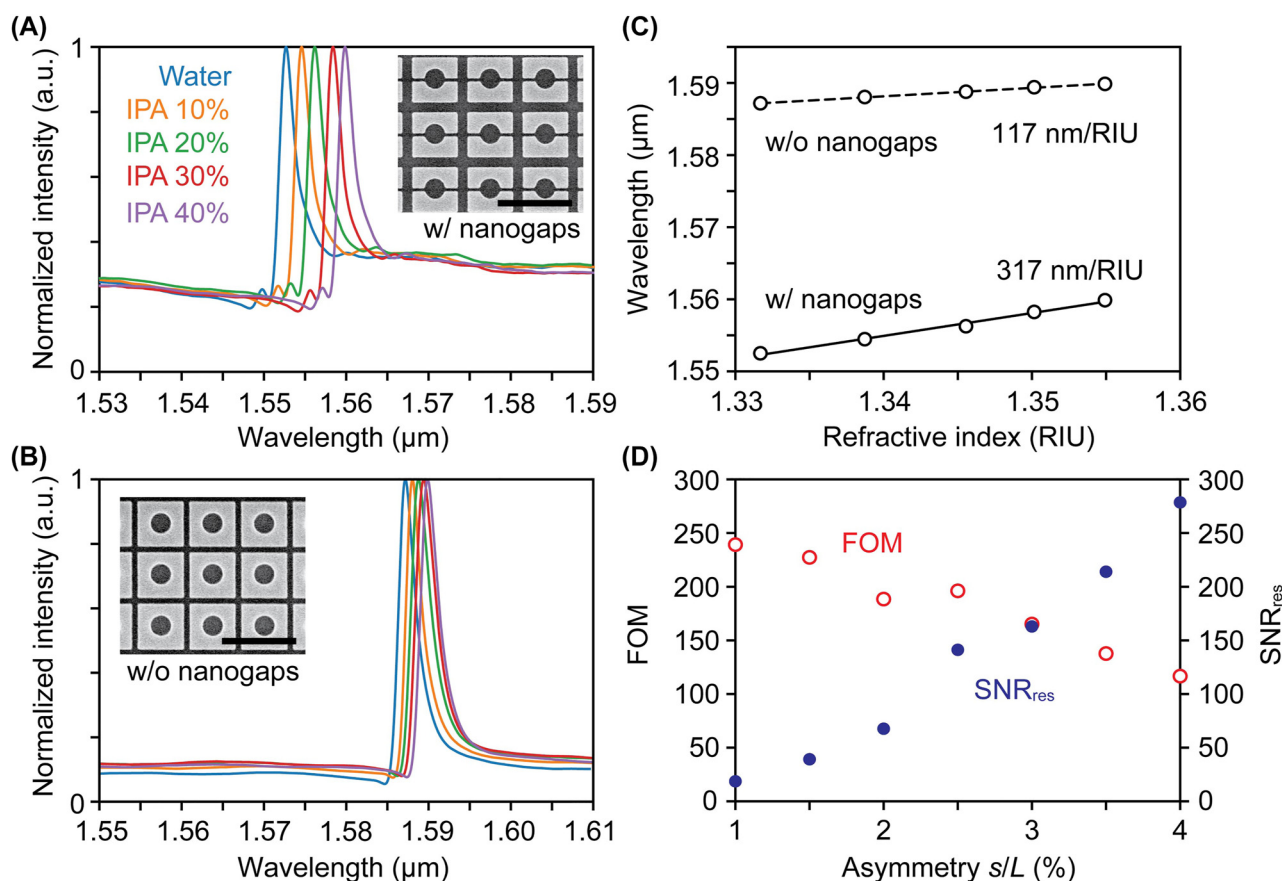 (A)
Normalized intensity (a.u.)
1
0
Water
IPA 10%
IPA 20%
IPA 30%
IPA 40%
w/ nanogaps
1.53 1.54 1.55 1.56 1.57 1.58 1.59
Wavelength (μm)
(B)
Normalized intensity (a.u.)
1
0
w/o nanogaps
1.55 1.56 1.57 1.58 1.59 1.60 1.61
Wavelength (μm)
(C)
Wavelength (μm)
1.59
1.58
1.57
1.56
1.55
w/o nanogaps 117 nm/RIU
317 nm/RIU
w/ nanogaps
1.33 1.34 1.35 1.36
Refractive index (RIU)
(D)
FOM
300
250
200
150
100
50
0
FOM
SNRres
300
250
200
150
100
50
0
SNRres
1 2 3 4
Asymmetry s/L (%)